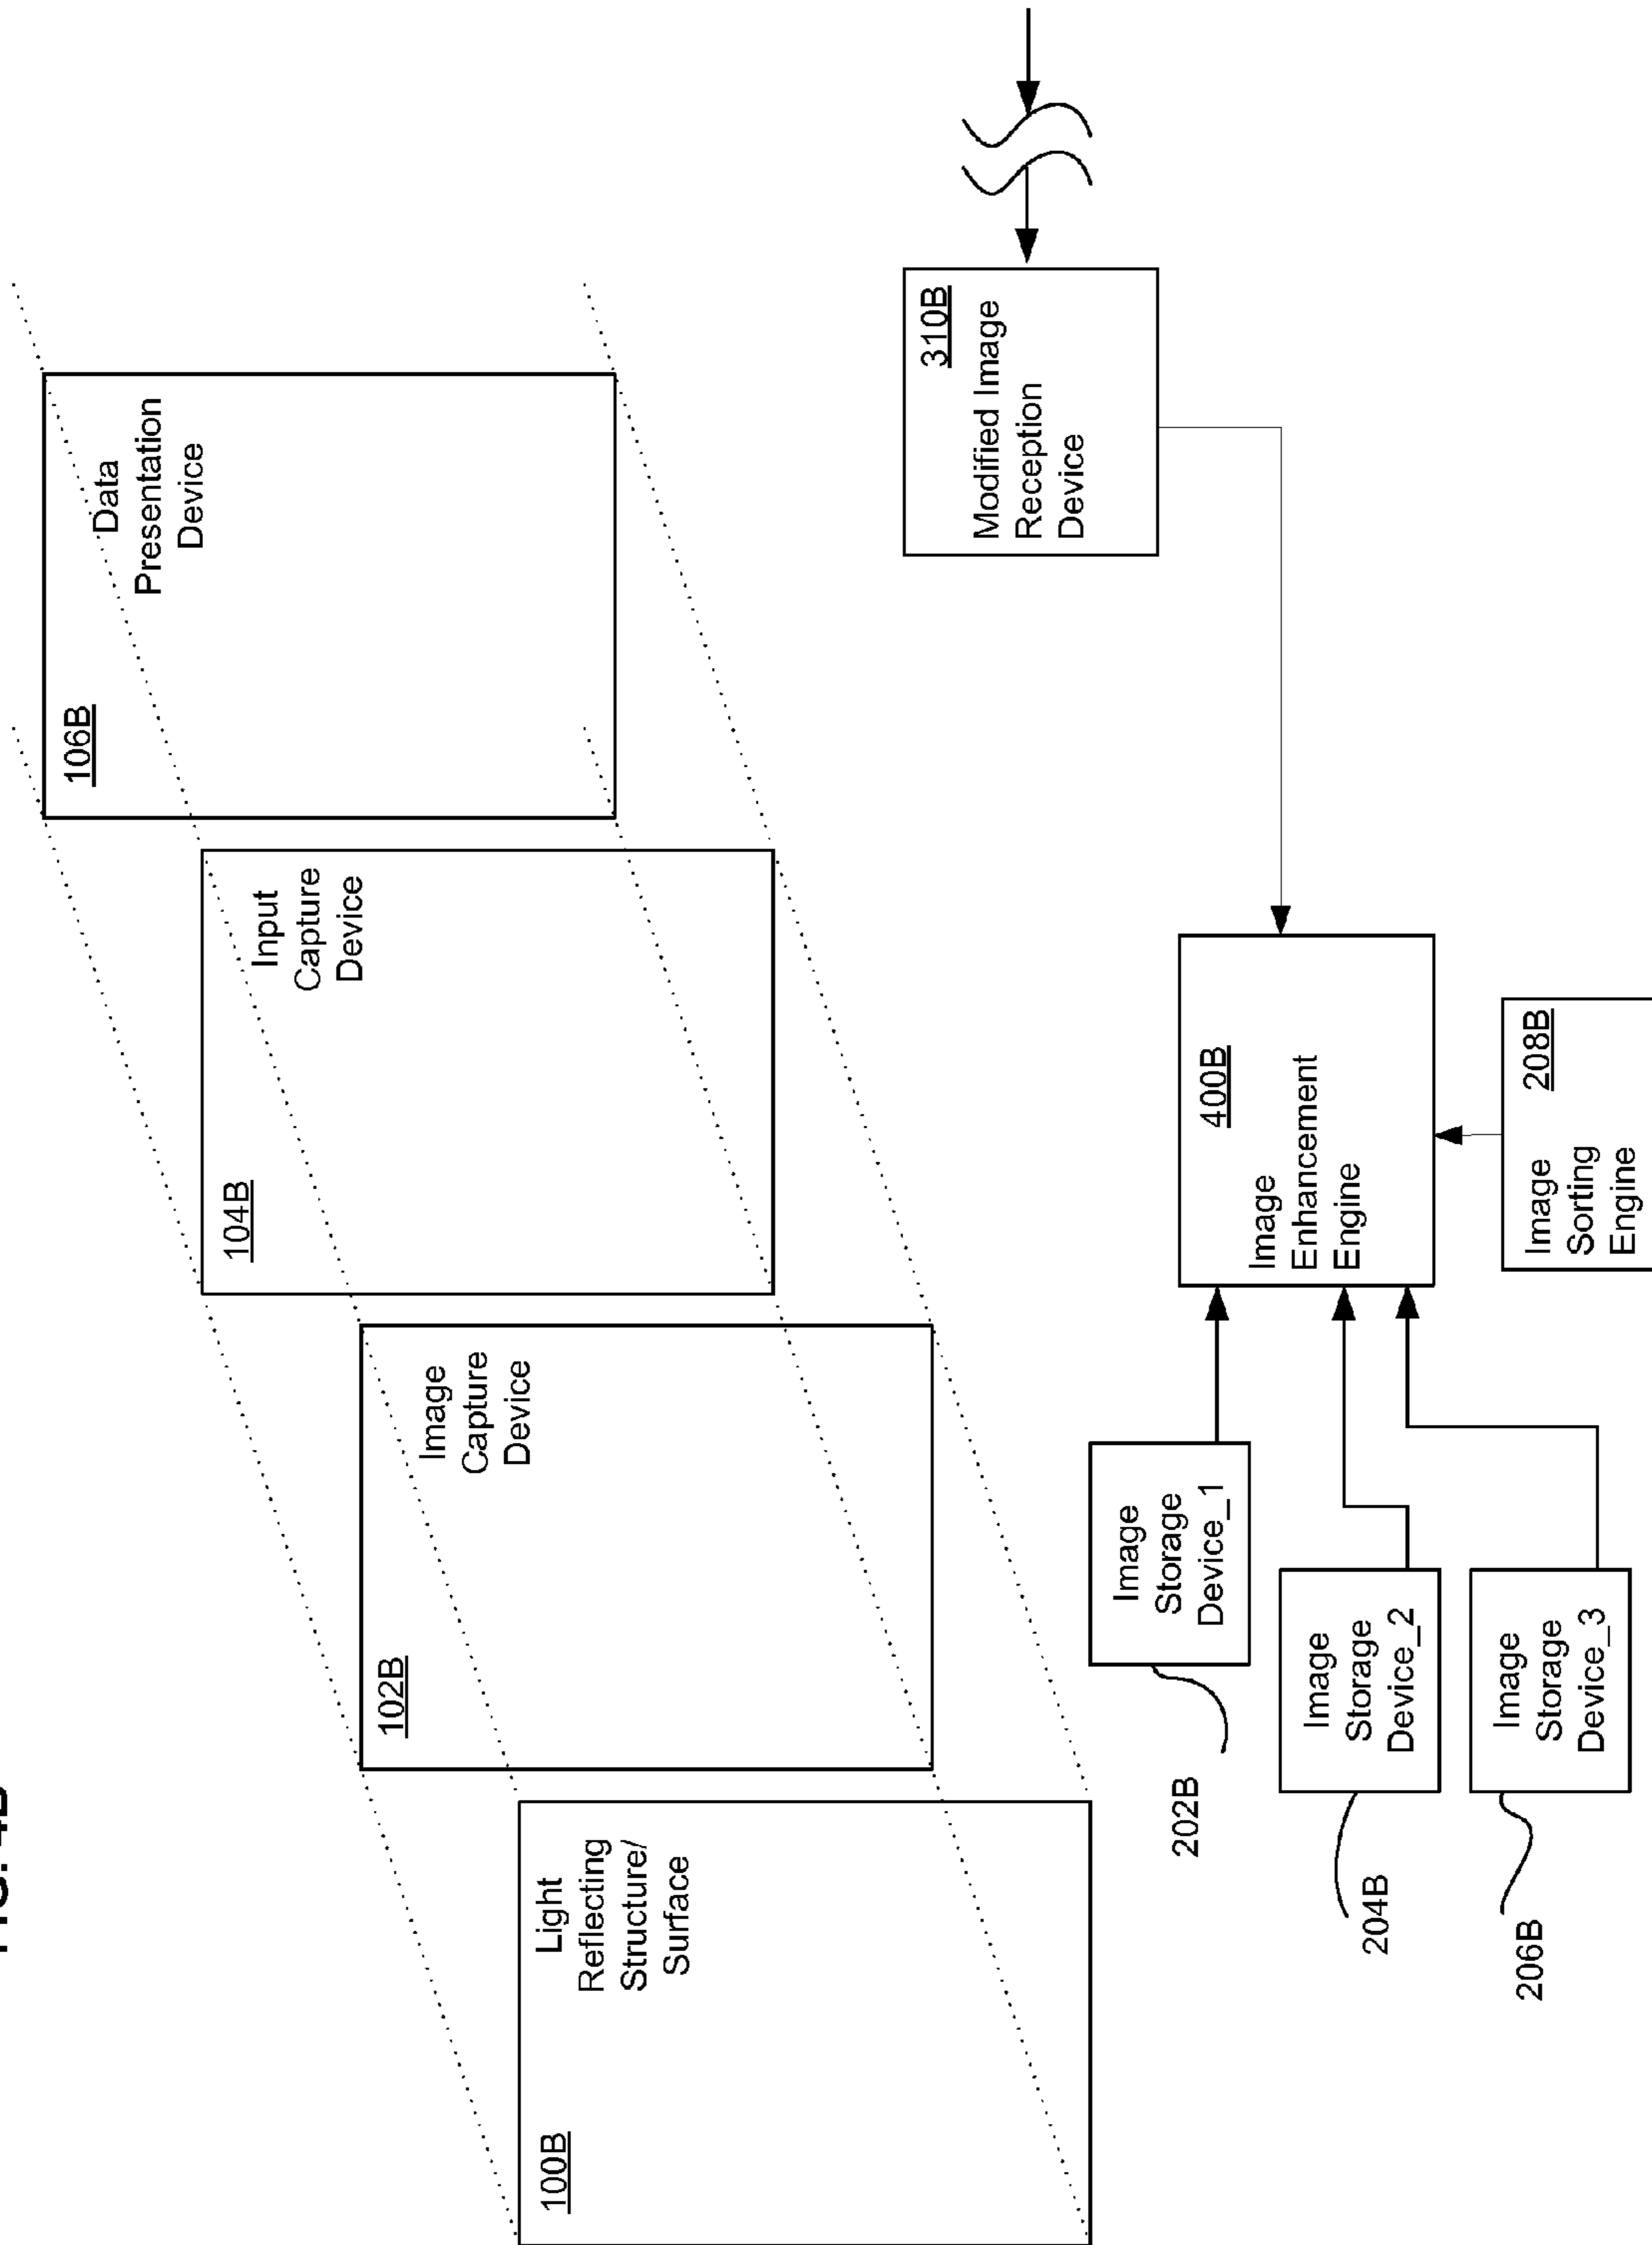 FIG. 4B
100B
Light
Reflecting
Structure/
Surface
102B
Image
Capture
Device
104B
Input
Capture
Device
106B
Data
Presentation
Device
310B
Modified Image
Reception
Device
202B
Image
Storage
Device_1
204B
Image
Storage
Device_2
206B
Image
Storage
Device_3
400B
Image
Enhancement
Engine
208B
Image
Sorting
Engine